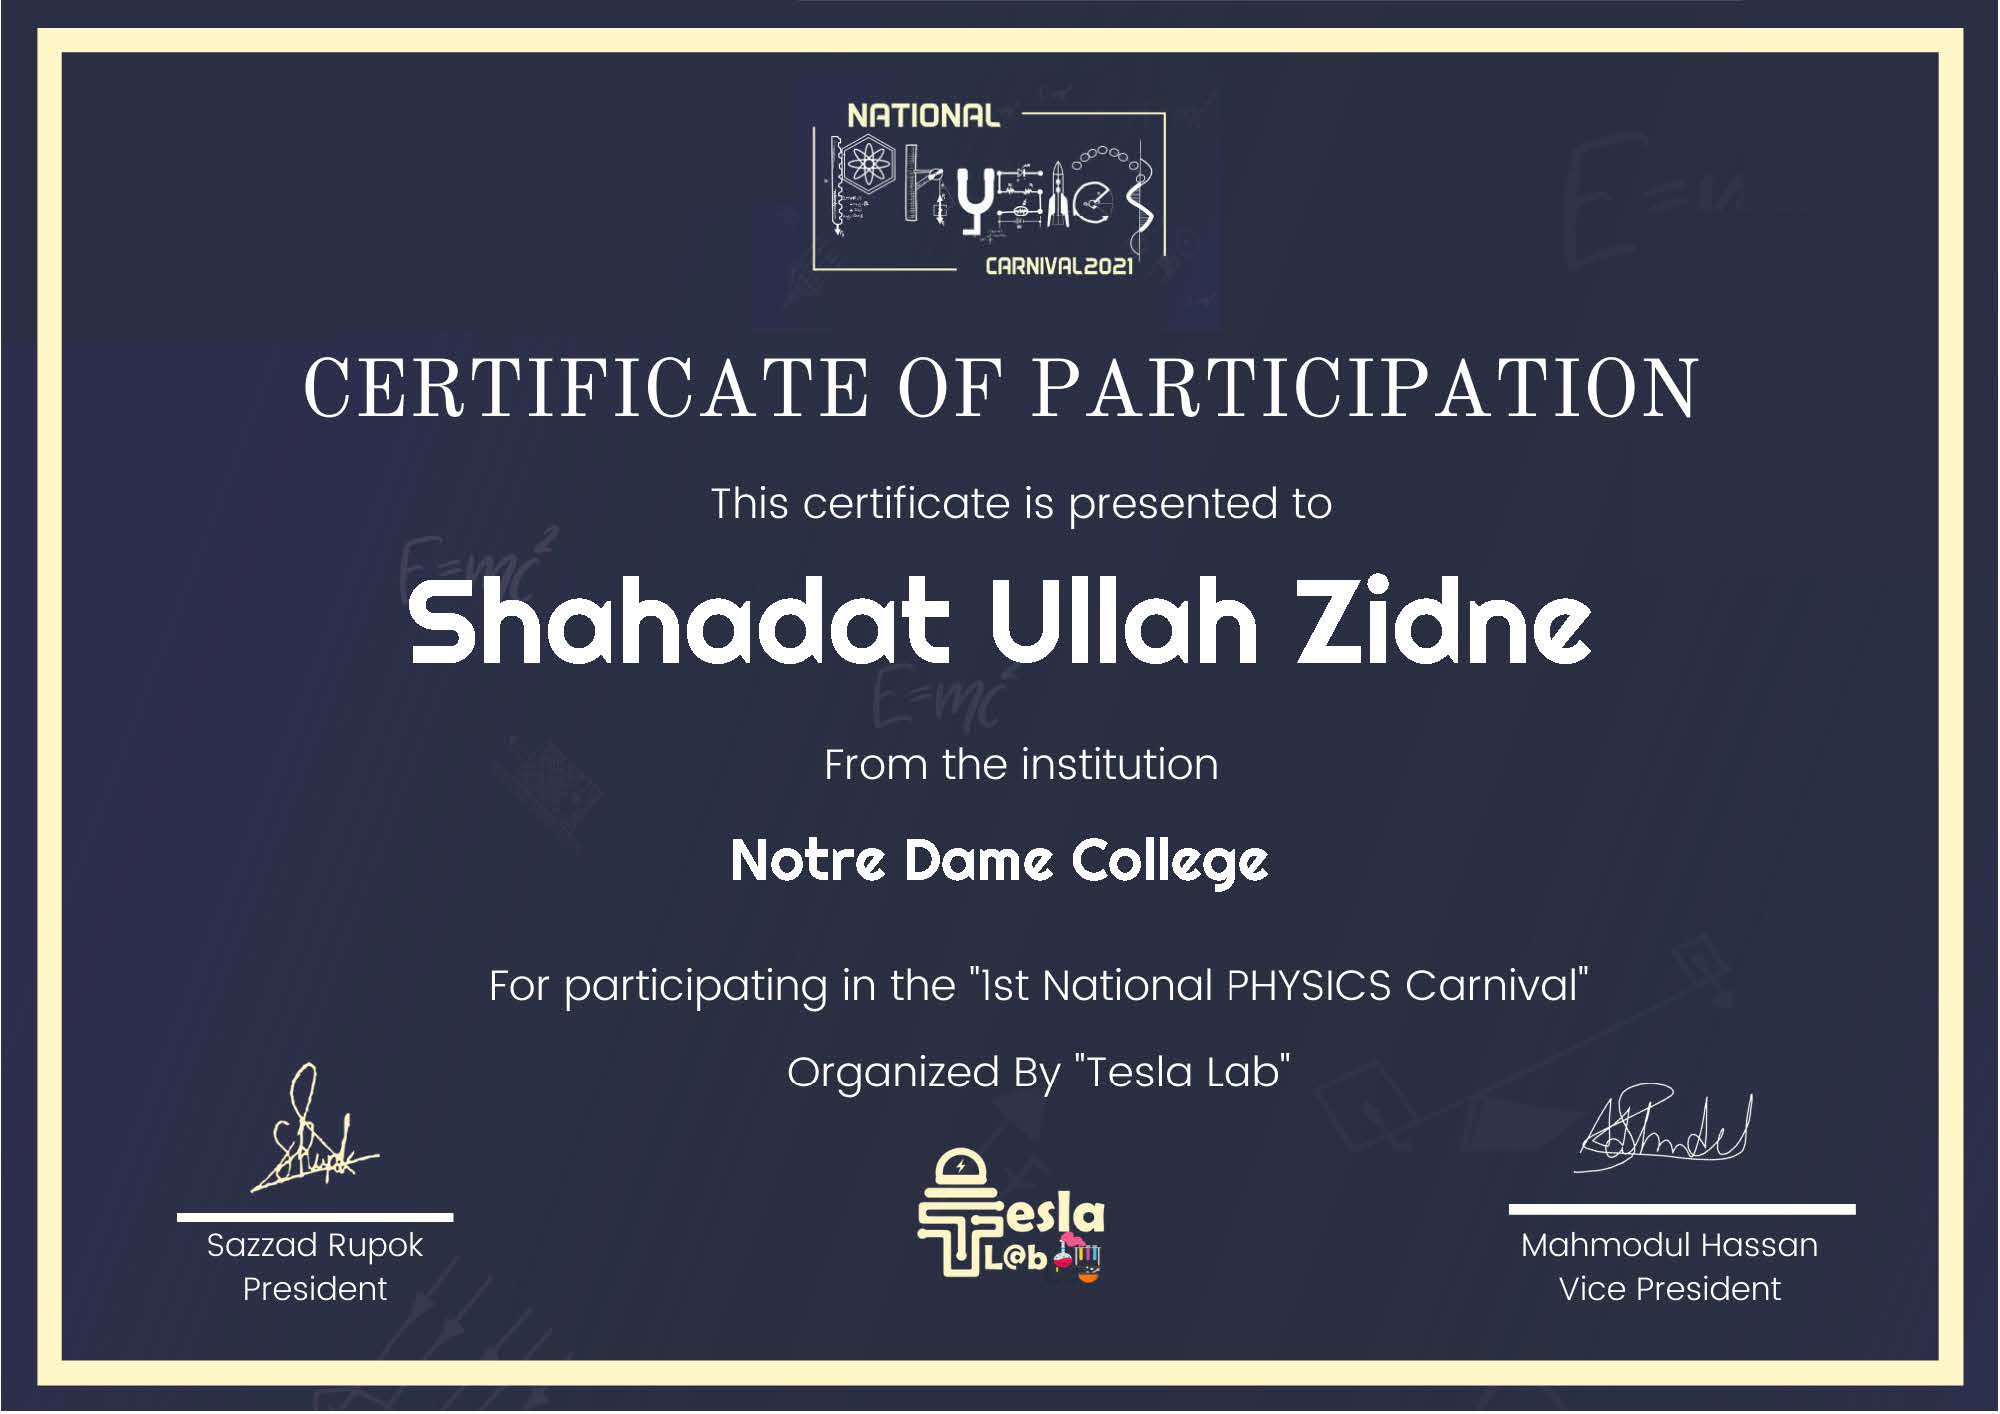 NATIONAL
Physics
CARNIVAL2021
CERTIFICATE OF PARTICIPATION
This certificate is presented to
E=mc²
Shahadat Ullah Zidne
E=mc²
From the institution
Notre Dame College
For participating in the "1st National PHYSICS Carnival"
Organized By "Tesla Lab"
Tesla
L@b
Sazzad Rupok
President
Mahmodul Hassan
Vice President